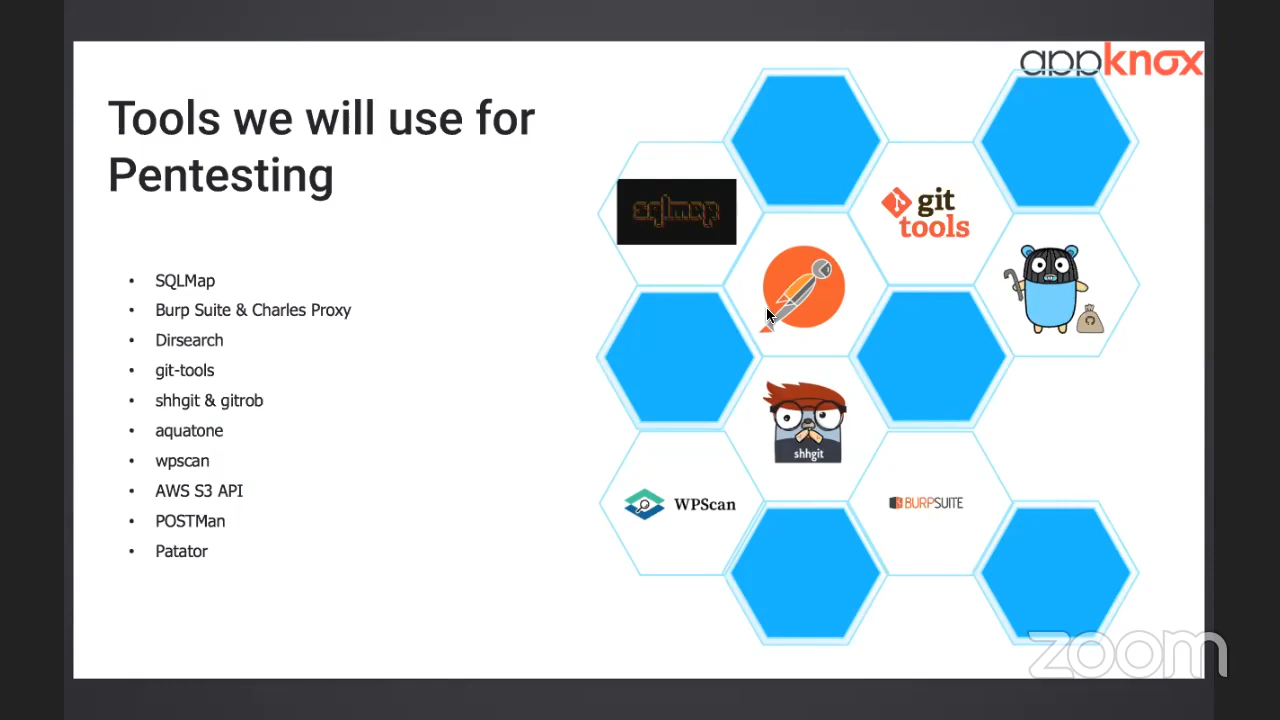 appknox
Tools we will use for
Pentesting
• SQLMap
• Burp Suite & Charles Proxy
• Dirsearch
• git-tools
• shhgit & gitrob
• aquatone
• wpscan
• AWS S3 API
• POSTMan
• Patator
sqlmap
git
tools
shhgit
WPScan
BURPSUITE
zoom